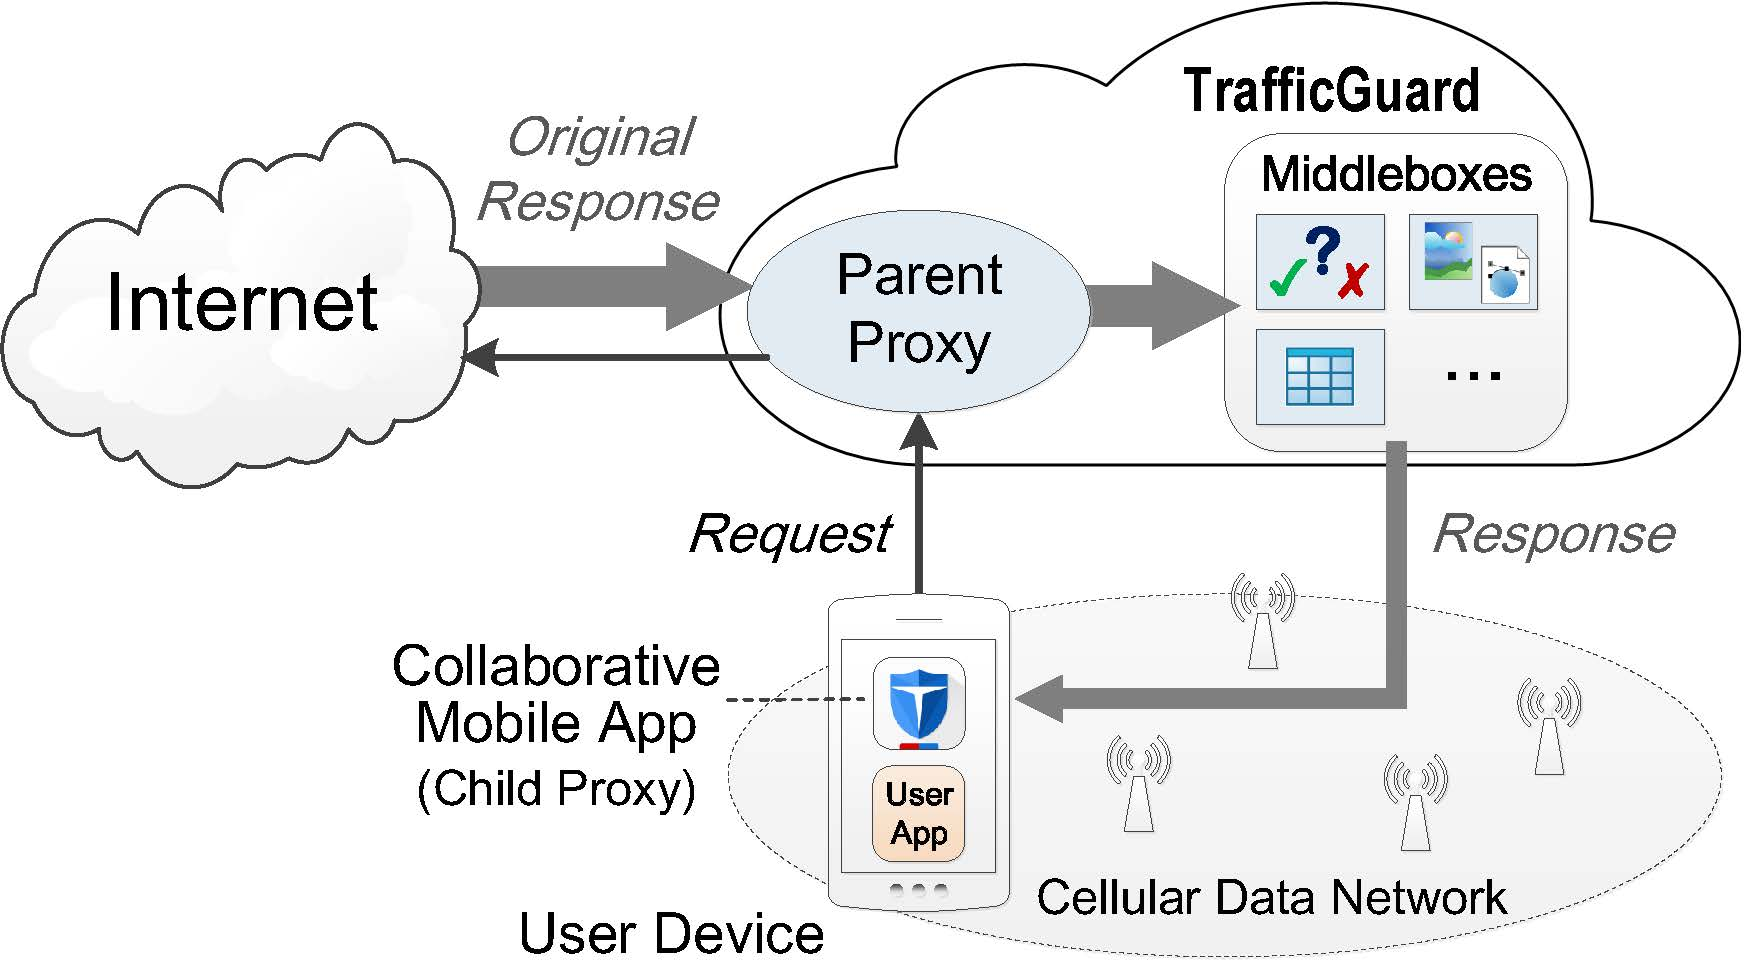 TrafficGuard
Original
Response
Middleboxes
?
Internet
Parent
Proxy
...
Request
Response
Collaborative
Mobile App
(Child Proxy)
User
App
Cellular Data Network
User Device